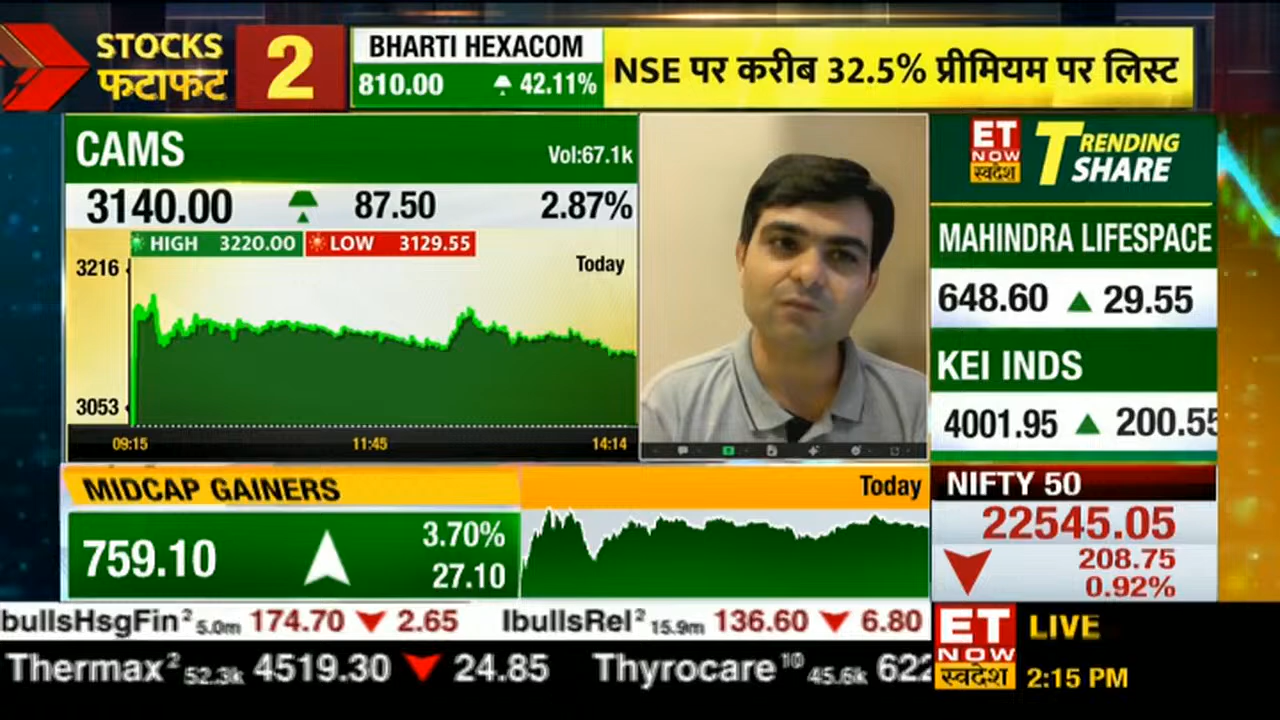 STOCKS
फटाफट
2
BHARTI HEXACOM
810.00 42.11%
NSE पर करीब 32.5% प्रीमियम पर लिस्ट
CAMS
Vol:67.1k
3140.00 87.50 2.87%
HIGH 3220.00 LOW 3129.55
Today
3216
3053
09:15 11:45 14:14
ET
NOW
स्वदेश
TRENDING
SHARE
MAHINDRA LIFESPACE
648.60 29.55
KEI INDS
4001.95 200.55
MIDCAP GAINERS
Today
759.10
3.70%
27.10
NIFTY 50
22545.05
208.75
0.92%
bullsHsgFin² 5.0m 174.70 2.65 IbullsRel² 15.9m 136.60 6.80
Thermax² 52.3k 4519.30 24.85 Thyrocare¹⁰ 45.6k 622
ET
NOW
स्वदेश
LIVE
2:15 PM